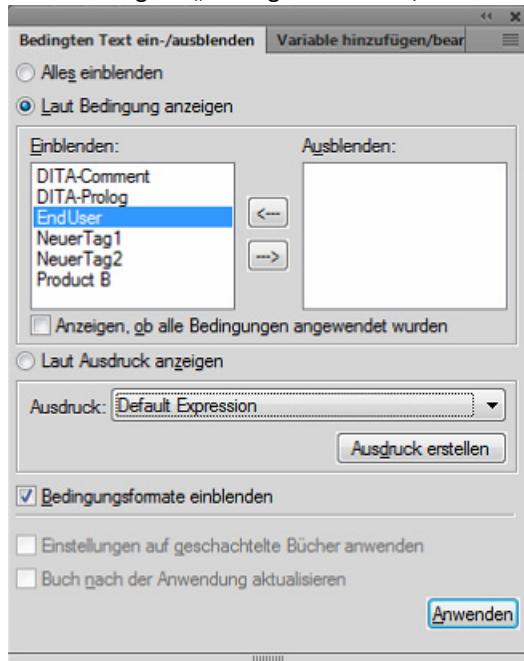 Bedingten Text ein-/ausblenden Variable hinzufügen/bear
Alles einblenden
Laut Bedingung anzeigen
Einblenden: Ausblenden:
DITA-Comment
DITA-Prolog
EndUser
NeuerTag1
NeuerTag2
Product B
<---
--->
Anzeigen, ob alle Bedingungen angewendet wurden
Laut Ausdruck anzeigen
Ausdruck: Default Expression
Ausdruck erstellen
Bedingungsformate einblenden
Einstellungen auf geschachtelte Bücher anwenden
Buch nach der Anwendung aktualisieren
Anwenden